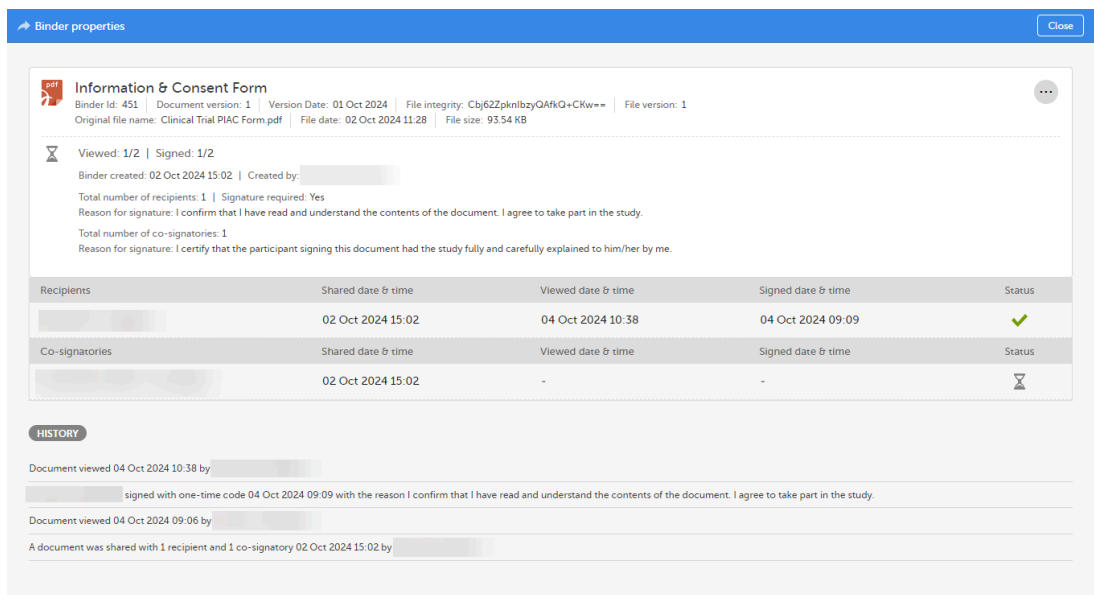 Binder properties
Close
pdf
Information & Consent Form
Binder Id: 451 Document version: 1 Version Date: 01 Oct 2024 File integrity: Cbj62ZpknIbzyQAfkQ+CKw== File version: 1
Original file name: Clinical Trial PIAC Form.pdf File date: 02 Oct 2024 11:28 File size: 93.54 KB
Viewed: 1/2 | Signed: 1/2
Binder created: 02 Oct 2024 15:02 | Created by:
Total number of recipients: 1 | Signature required: Yes
Reason for signature: I confirm that I have read and understand the contents of the document. I agree to take part in the study.
Total number of co-signatories: 1
Reason for signature: I certify that the participant signing this document had the study fully and carefully explained to him/her by me.
Recipients Shared date & time Viewed date & time Signed date & time Status
02 Oct 2024 15:02 04 Oct 2024 10:38 04 Oct 2024 09:09
Co-signatories Shared date & time Viewed date & time Signed date & time Status
02 Oct 2024 15:02 - -
HISTORY
Document viewed 04 Oct 2024 10:38 by
signed with one-time code 04 Oct 2024 09:09 with the reason I confirm that I have read and understand the contents of the document. I agree to take part in the study.
Document viewed 04 Oct 2024 09:06 by
A document was shared with 1 recipient and 1 co-signatory 02 Oct 2024 15:02 by